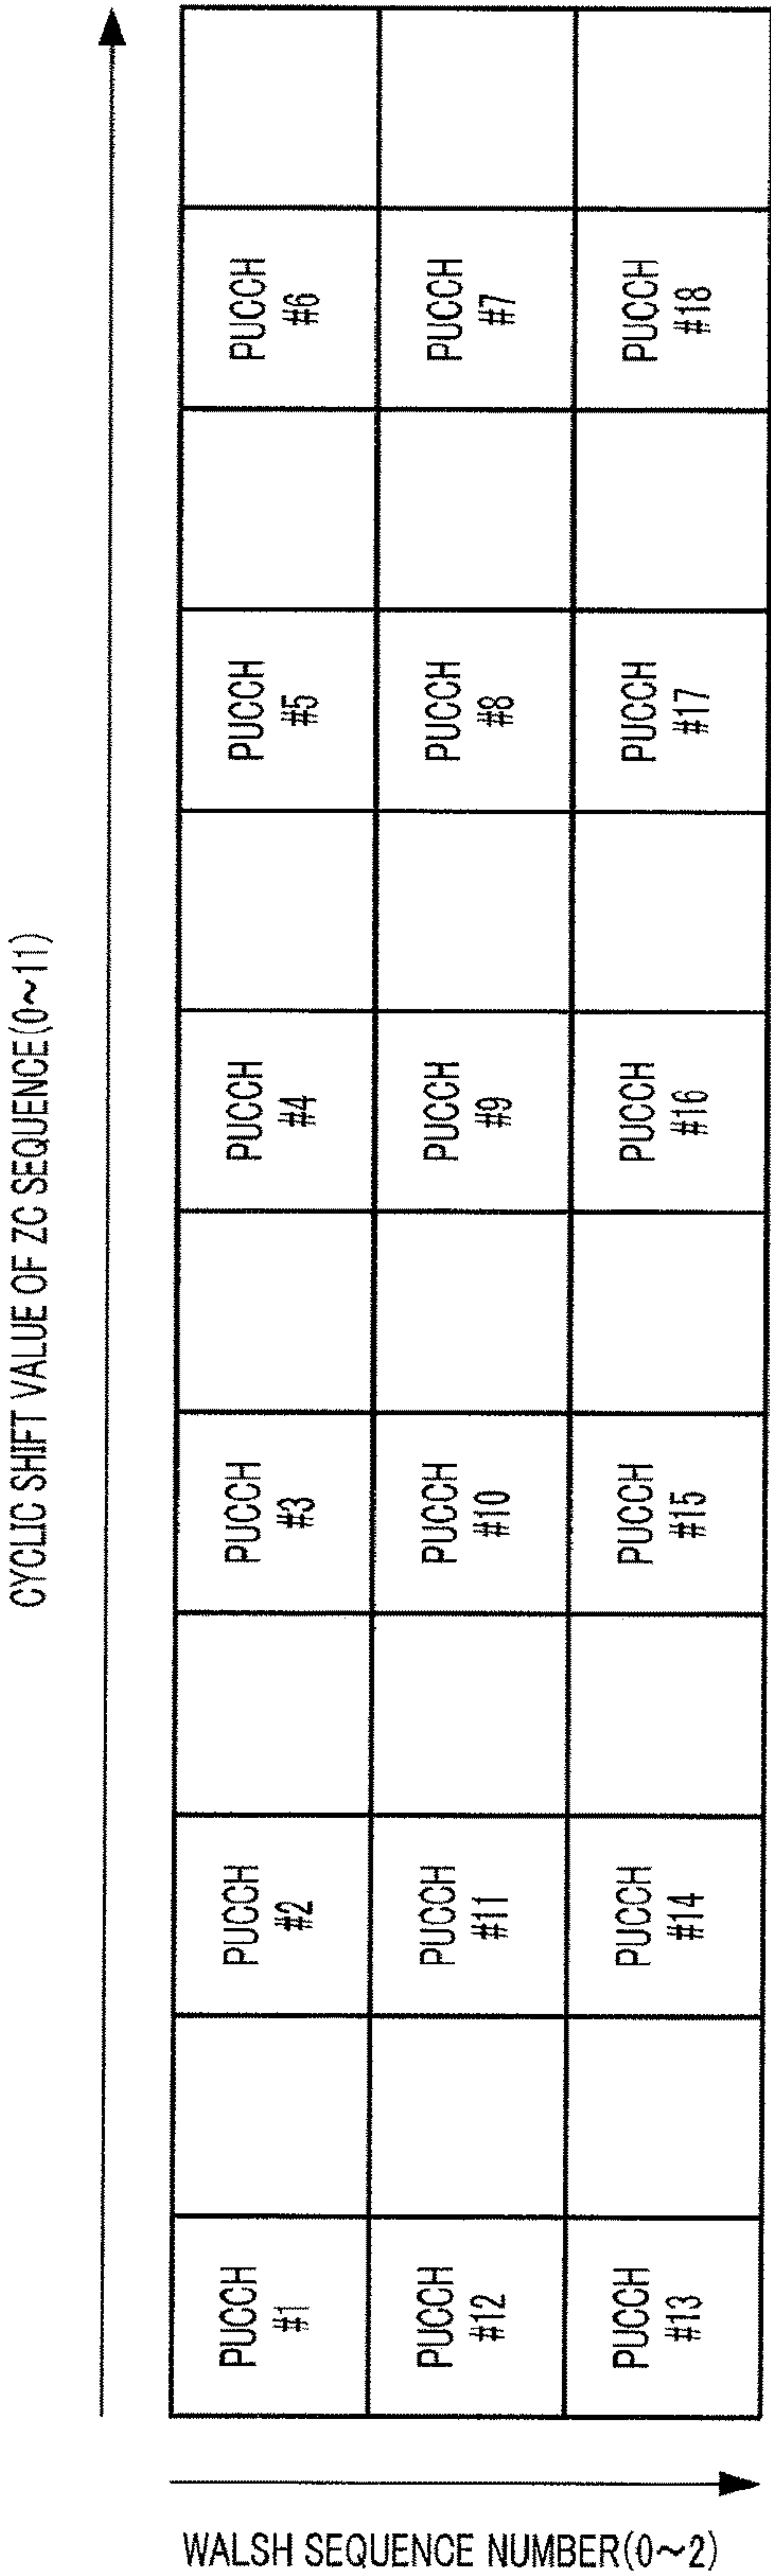 CYCLIC SHIFT VALUE OF ZC SEQUENCE(0~11)
WALSH SEQUENCE NUMBER(0~2)
PUCCH
#1
PUCCH
#2
PUCCH
#3
PUCCH
#4
PUCCH
#5
PUCCH
#6
PUCCH
#12
PUCCH
#11
PUCCH
#10
PUCCH
#9
PUCCH
#8
PUCCH
#7
PUCCH
#13
PUCCH
#14
PUCCH
#15
PUCCH
#16
PUCCH
#17
PUCCH
#18